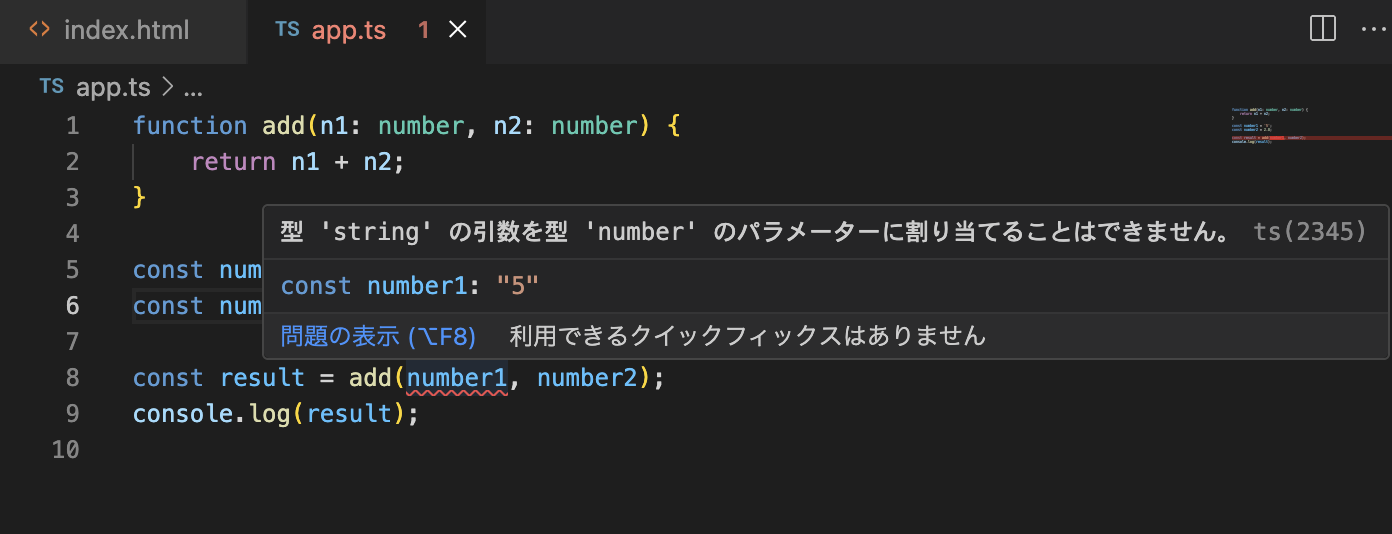 <> index.html TS app.ts 1 ×
TS app.ts > ...
1 function add(n1: number, n2: number) {
2 return n1 + n2;
3 }
4
型 'string' の引数を型 'number' のパラメーターに割り当てることはできません。 ts(2345)
5 const num
const number1: "5"
6 const num
7
問題の表示 (⌥F8) 利用できるクイックフィックスはありません
8 const result = add(number1, number2);
9 console.log(result);
10